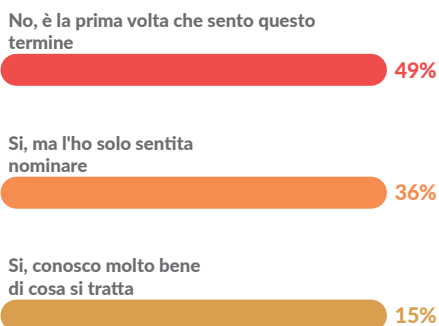 No, è la prima volta che sento questo
termine
49%
Si, ma l'ho solo sentita
nominare
36%
Si, conosco molto bene
di cosa si tratta
15%